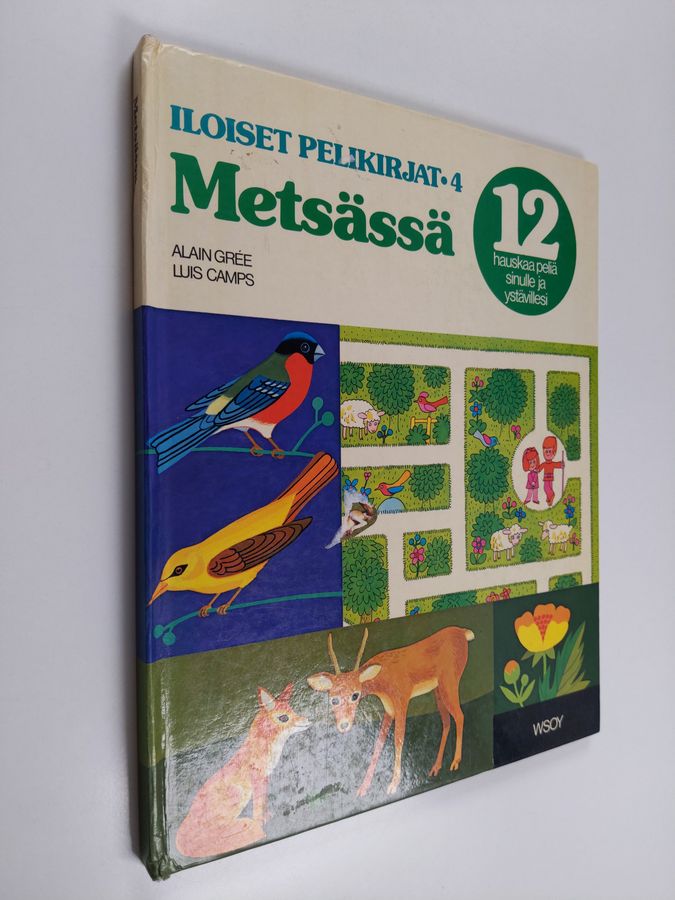 ILOISET PELIKIRJAT • 4
Metsässä
ALAIN GRÉE
LUIS CAMPS
12
hauskaa peliä
sinulle ja
ystävillesi
WSOY